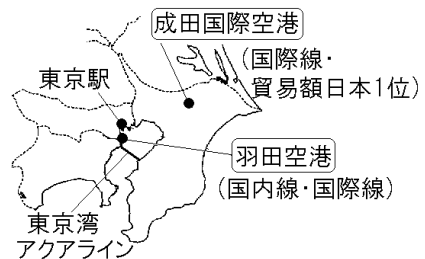 成田国際空港
(国際線・
貿易額日本1位)
東京駅
羽田空港
(国内線・国際線)
東京湾
アクアライン